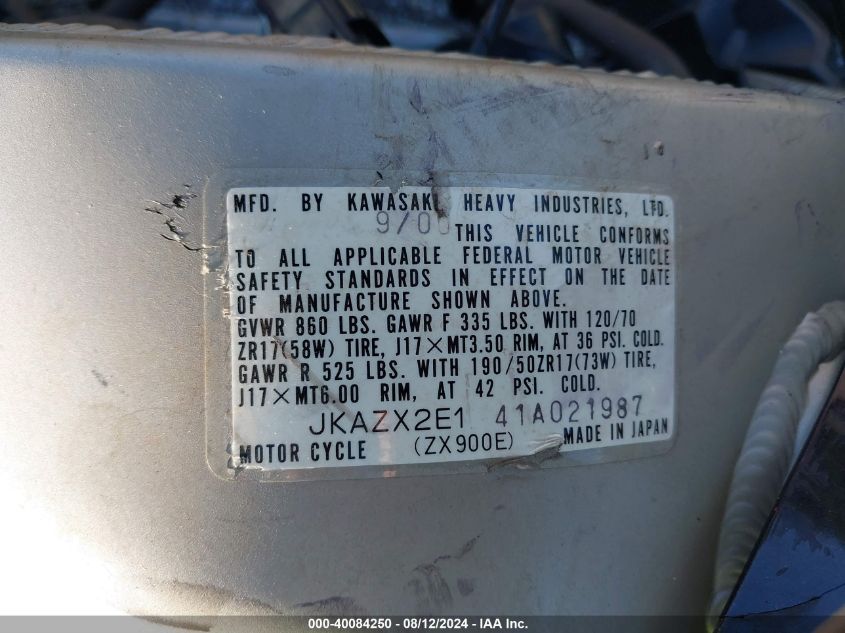 MFD. BY KAWASAKI HEAVY INDUSTRIES, LTD.
9/00 THIS VEHICLE CONFORMS
TO ALL APPLICABLE FEDERAL MOTOR VEHICLE
SAFETY STANDARDS IN EFFECT ON THE DATE
OF MANUFACTURE SHOWN ABOVE.
GVWR 860 LBS. GAWR F 335 LBS. WITH 120/70
ZR17(58W) TIRE, J17×MT3.50 RIM, AT 36 PSI. COLD.
GAWR R 525 LBS. WITH 190/50ZR17(73W) TIRE,
J17×MT6.00 RIM, AT 42 PSI. COLD.
JKAZX2E1 41A021987
MOTOR CYCLE (ZX900E) MADE IN JAPAN
000-40084250 - 08/12/2024 - IAA Inc.